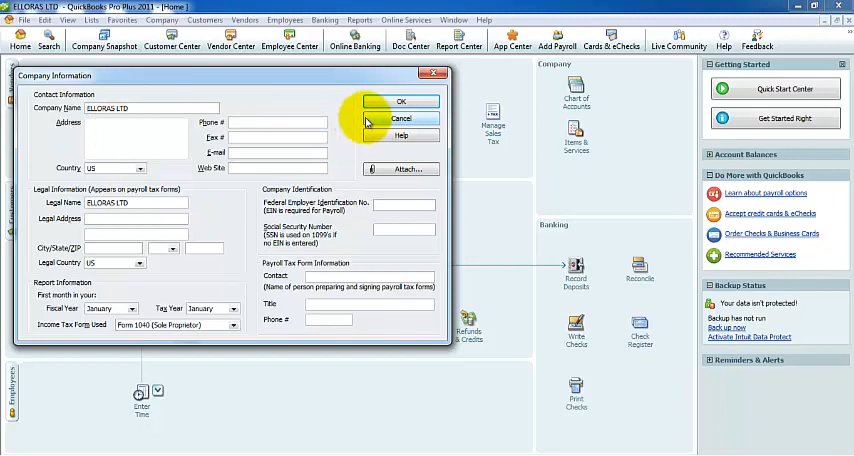 ELLORAS LTD - QuickBooks Pro Plus 2011 - [Home ]
File Edit View Lists Favorites Company Customers Vendors Employees Banking Reports Online Services Window Help
Home Search Company Snapshot Customer Center Vendor Center Employee Center Online Banking Doc Center Report Center App Center Add Payroll Cards & eChecks Live Community Help Feedback
Company Information
Contact Information
Company Name ELLORAS LTD
Address
Country US
Phone #
Fax #
E-mail
Web Site
OK
Cancel
Help
Attach...
Legal Information (Appears on payroll tax forms)
Legal Name ELLORAS LTD
Legal Address
City/State/ZIP
Legal Country US
Company Identification
Federal Employer Identification No.
(EIN is required for Payroll)
Social Security Number
(SSN is used on 1099's if
no EIN is entered)
Report Information
First month in your:
Fiscal Year January Tax Year January
Income Tax Form Used Form 1040 (Sole Proprietor)
Payroll Tax Form Information
Contact
(Name of person preparing and signing payroll tax forms)
Title
Phone #
Employees
Enter
Time
Refunds
& Credits
Manage
Sales
Tax
Company
Chart of
Accounts
Items &
Services
Banking
Record
Deposits
Reconcile
Write
Checks
Check
Register
Print
Checks
Getting Started
Quick Start Center
Get Started Right
Account Balances
Do More with QuickBooks
Learn about payroll options
Accept credit cards & eChecks
Order Checks & Business Cards
Recommended Services
Backup Status
Your data isn't protected!
Backup has not run
Back up now
Activate Intuit Data Protect
Reminders & Alerts